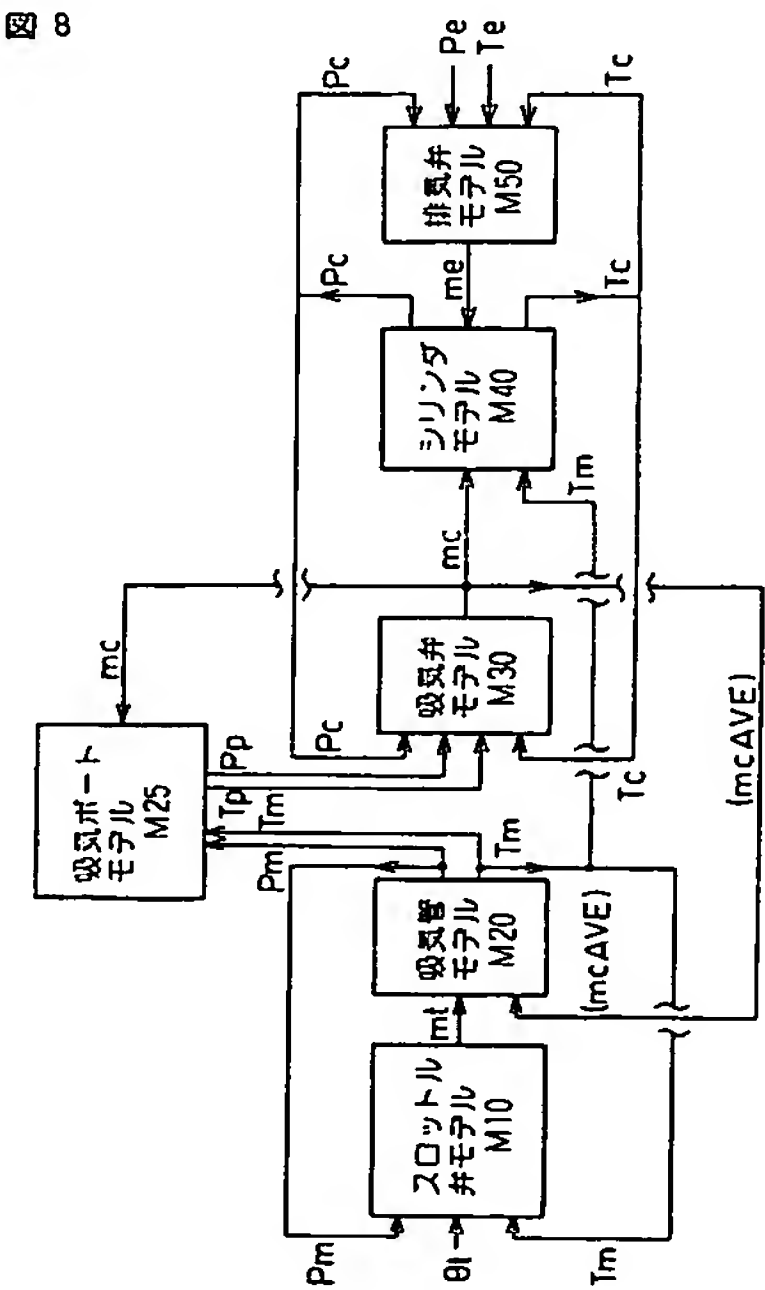 図 8
吸気ポート
モデル
M25
mc
Pp
Tp
Tm
Pm
Pm
θt
Tm
スロットル
弁モデル
M10
mt
吸気管
モデル
M20
Tm
(mcAVE)
Pc
吸気弁
モデル
M30
Tc
mc
(mcAVE)
Tm
シリンダ
モデル
M40
Pc
Tc
me
排気弁
モデル
M50
Pc
Pe
Te
Tc